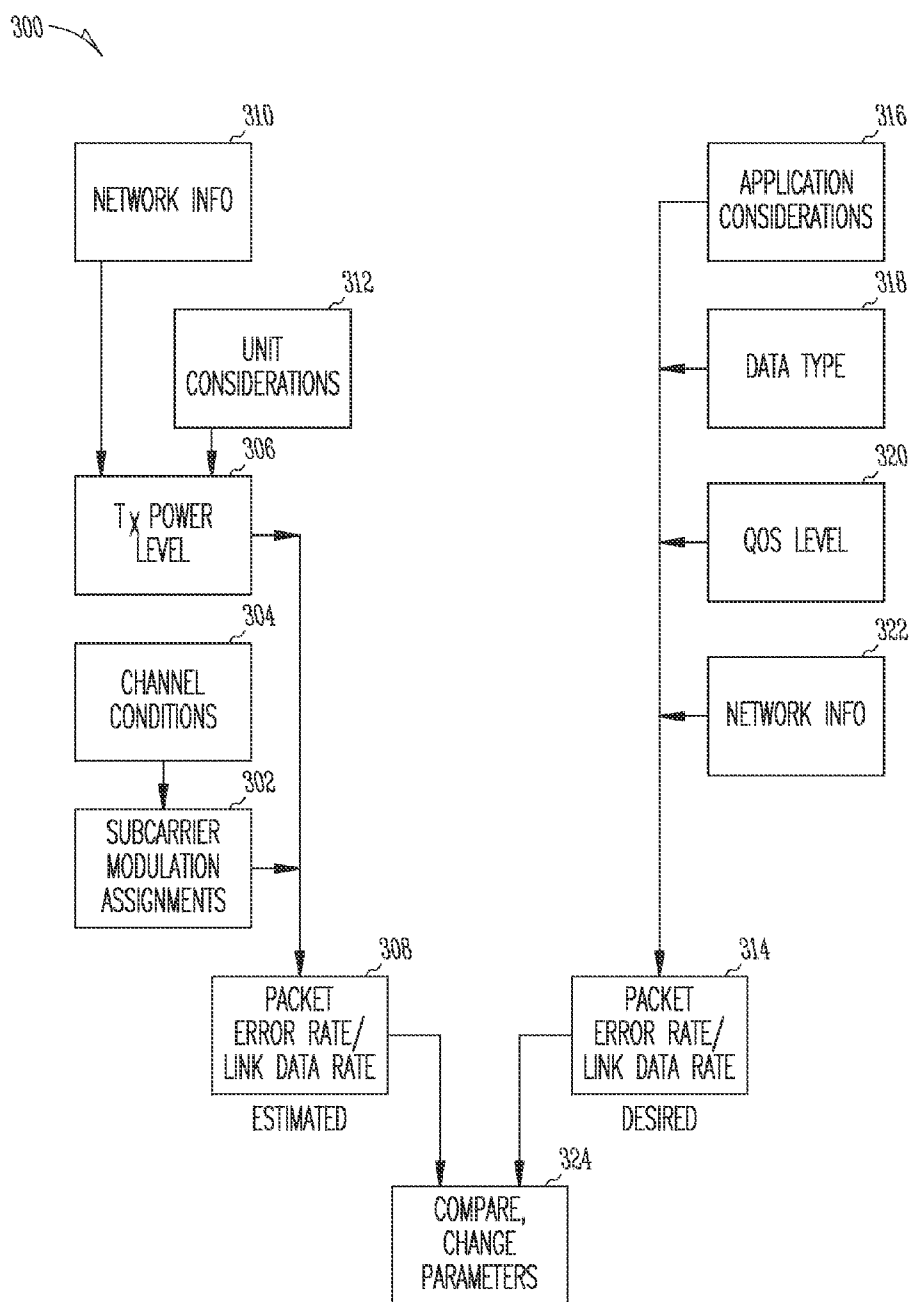 300
310
NETWORK INFO
316
APPLICATION
CONSIDERATIONS
312
UNIT
CONSIDERATIONS
318
DATA TYPE
306
TX POWER
LEVEL
320
QOS LEVEL
304
CHANNEL
CONDITIONS
322
NETWORK INFO
302
SUBCARRIER
MODULATION
ASSIGNMENTS
308
PACKET
ERROR RATE/
LINK DATA RATE
ESTIMATED
314
PACKET
ERROR RATE/
LINK DATA RATE
DESIRED
324
COMPARE,
CHANGE
PARAMETERS